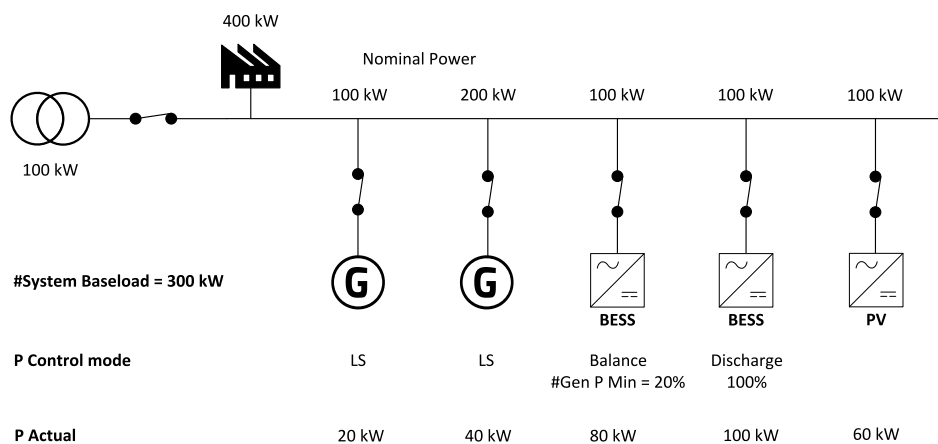 400 kW
Nominal Power
100 kW 200 kW 100 kW 100 kW 100 kW
100 kW
#System Baseload = 300 kW G G
BESS BESS PV
P Control mode LS LS Balance Discharge
#Gen P Min = 20% 100%
P Actual 20 kW 40 kW 80 kW 100 kW 60 kW